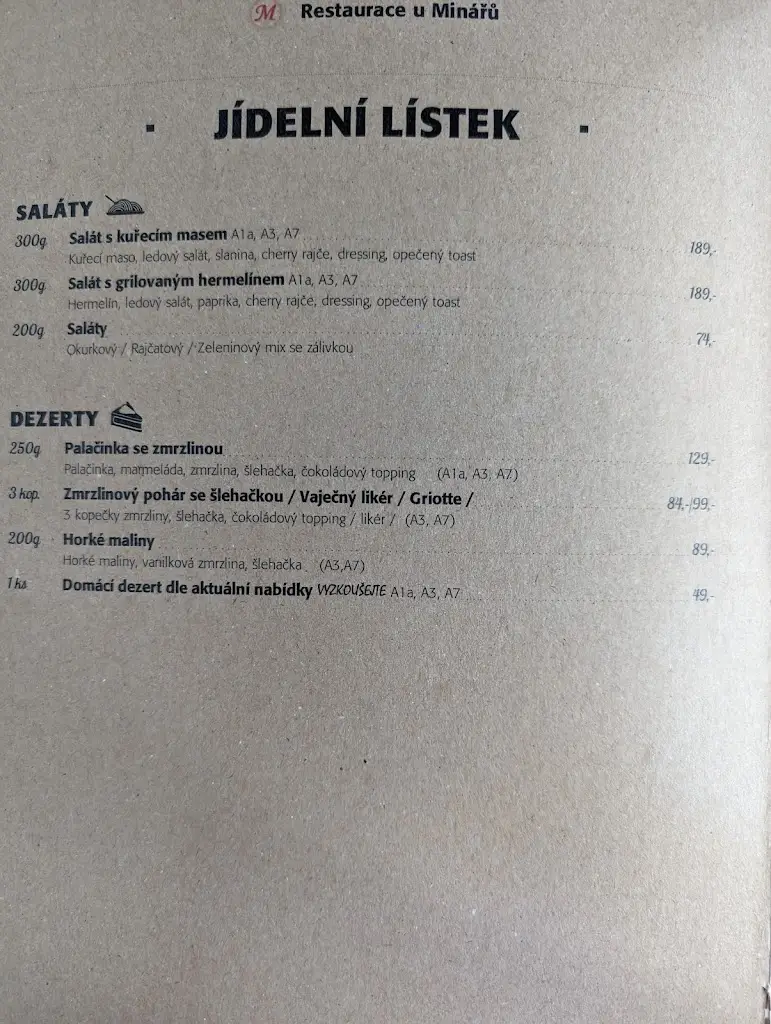 M Restaurace u Minářů
JÍDELNÍ LÍSTEK
SALÁTY
300g Salát s kuřecím masem A1a, A3, A7 189,-
Kuřecí maso, ledový salát, slanina, cherry rajče, dressing, opečený toast
300g Salát s grilovaným hermelínem A1a, A3, A7 189,-
Hermelín, ledový salát, paprika, cherry rajče, dressing, opečený toast
200g Saláty 74,-
Okurkový / Rajčatový / Zeleninový mix se zálivkou
DEZERTY
250g Palačinka se zmrzlinou 129,-
Palačinka, marmeláda, zmrzlina, šlehačka, čokoládový topping (A1a, A3, A7)
3 kop. Zmrzlinový pohár se šlehačkou / Vaječný likér / Griotte / 84,-/99,-
3 kopečky zmrzliny, šlehačka, čokoládový topping / likér / (A3, A7)
200g Horké maliny 89,-
Horké maliny, vanilková zmrzlina, šlehačka (A3,A7)
1 ks Domácí dezert dle aktuální nabídky VYZKOUŠEJTE A1a, A3, A7 49,-